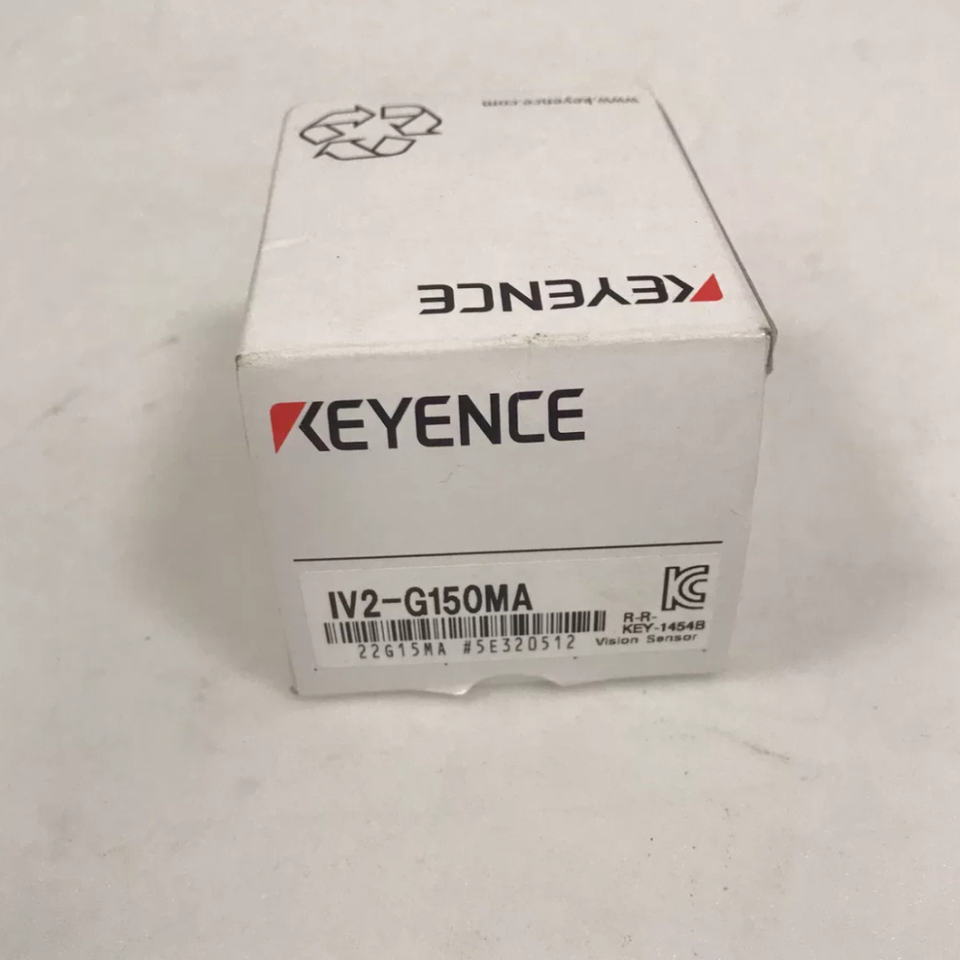 www.keyence.com
KEYENCE
KEYENCE
IV2-G150MA
R-R-
KEY-1454B
22G15MA #5E320512
Vision Sensor